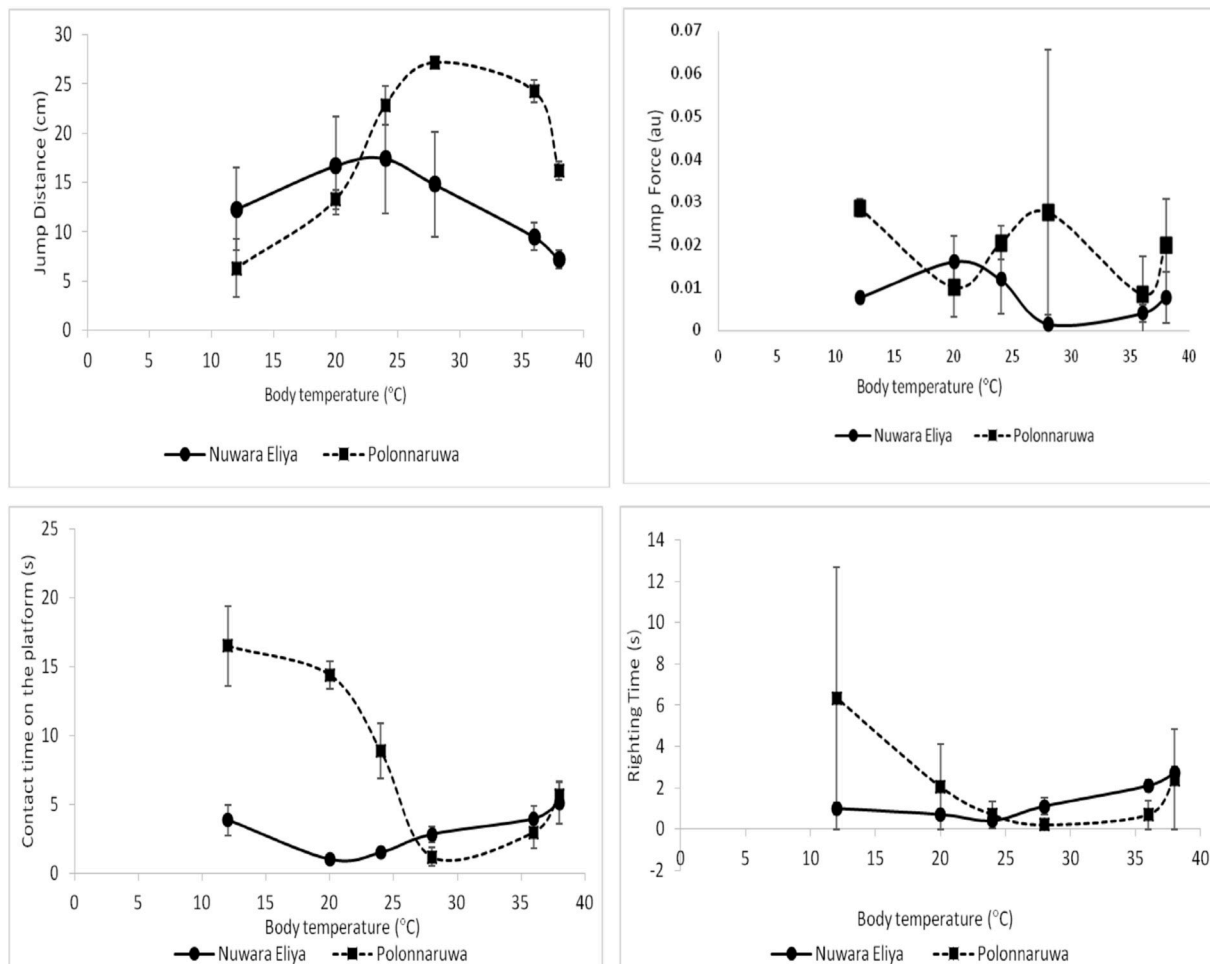 30
25
20
15
10
5
0
Jump Distance (cm)
0 5 10 15 20 25 30 35 40
Body temperature (°C)
Nuwara Eliya Polonnaruwa
0.07
0.06
0.05
0.04
0.03
0.02
0.01
0
Jump Force (au)
0 5 10 15 20 25 30 35 40
Body temperature (°C)
Nuwara Eliya Polonnaruwa
25
20
15
10
5
0
Contact time on the platform (s)
0 5 10 15 20 25 30 35 40
Body temperature (°C)
Nuwara Eliya Polonnaruwa
14
12
10
8
6
4
2
0
-2
Righting Time (s)
0 5 10 15 20 25 30 35 40
Body temperature (°C)
Nuwara Eliya Polonnaruwa